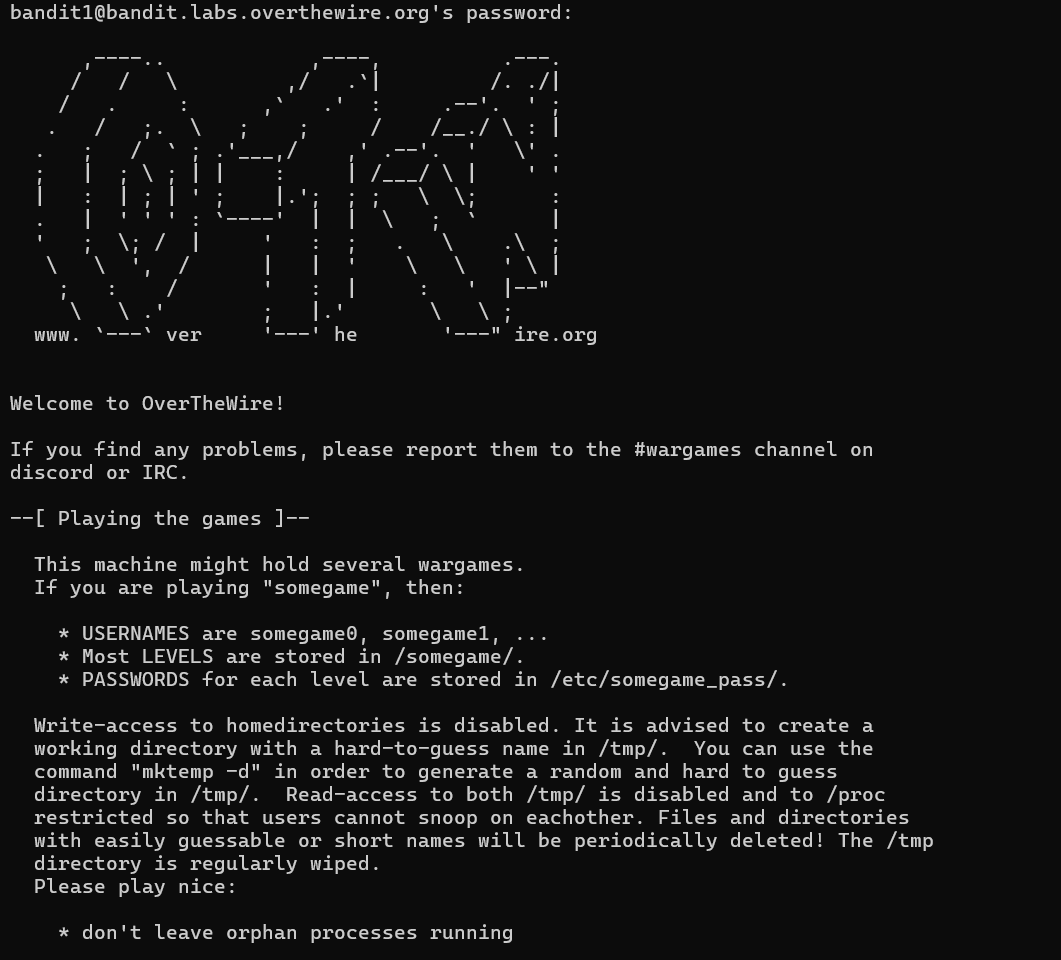 bandit1@bandit.labs.overthewire.org's password:
www. `---` ver '---' he '---" ire.org
Welcome to OverTheWire!
If you find any problems, please report them to the #wargames channel on
discord or IRC.
--[ Playing the games ]--
This machine might hold several wargames.
If you are playing "somegame", then:
* USERNAMES are somegame0, somegame1, ...
* Most LEVELS are stored in /somegame/.
* PASSWORDS for each level are stored in /etc/somegame_pass/.
Write-access to homedirectories is disabled. It is advised to create a
working directory with a hard-to-guess name in /tmp/.  You can use the
command "mktemp -d" in order to generate a random and hard to guess
directory in /tmp/.  Read-access to both /tmp/ is disabled and to /proc
restricted so that users cannot snoop on eachother. Files and directories
with easily guessable or short names will be periodically deleted! The /tmp
directory is regularly wiped.
Please play nice:
* don't leave orphan processes running